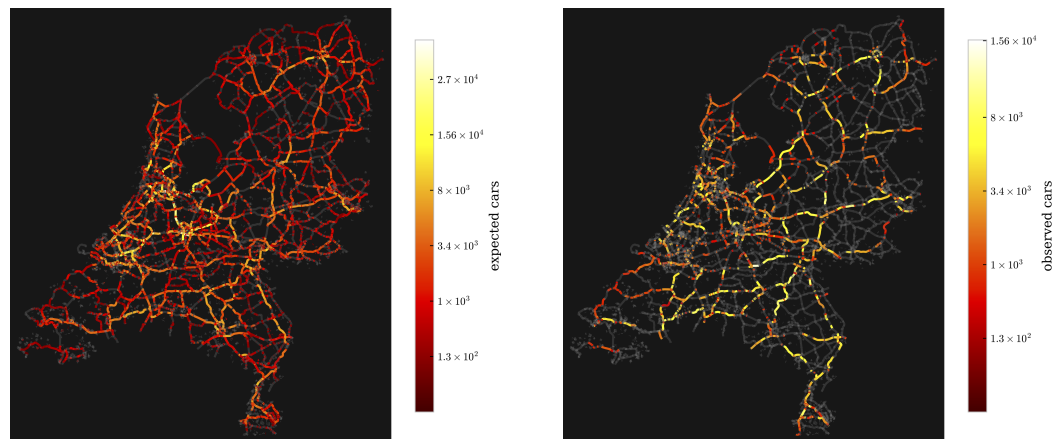 2.7 × 10⁴
1.56 × 10⁴
8 × 10³
3.4 × 10³
1 × 10³
1.3 × 10²
expected cars
1.56 × 10⁴
8 × 10³
3.4 × 10³
1 × 10³
1.3 × 10²
observed cars